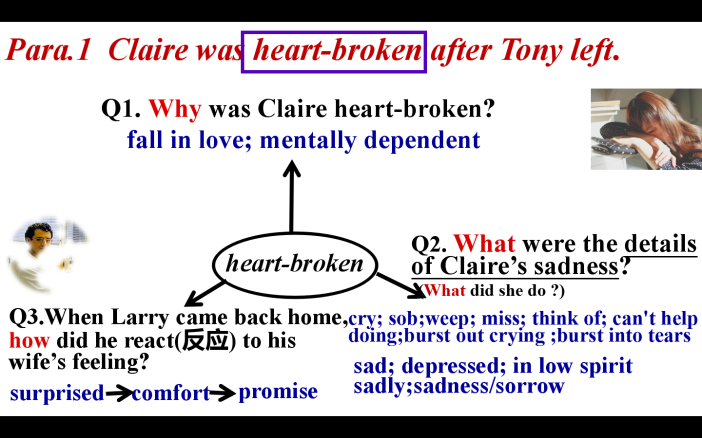 Para.1 Claire was heart-broken after Tony left.
Q1. Why was Claire heart-broken?
fall in love; mentally dependent
heart-broken
Q2. What were the details
of Claire's sadness?
(What did she do ?)
cry; sob;weep; miss; think of; can't help
doing;burst out crying ;burst into tears
sad; depressed; in low spirit
sadly;sadness/sorrow
Q3.When Larry came back home,
how did he react(反应) to his
wife's feeling?
surprised comfort promise